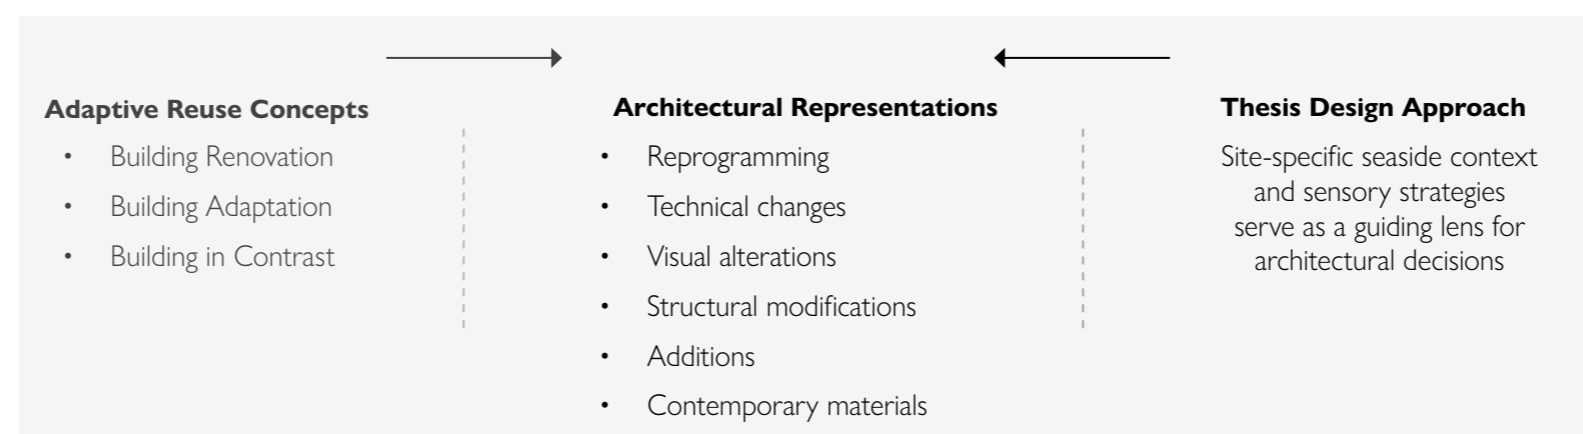 Adaptive Reuse Concepts
• Building Renovation
• Building Adaptation
• Building in Contrast
Architectural Representations
• Reprogramming
• Technical changes
• Visual alterations
• Structural modifications
• Additions
• Contemporary materials
Thesis Design Approach
Site-specific seaside context
and sensory strategies
serve as a guiding lens for
architectural decisions